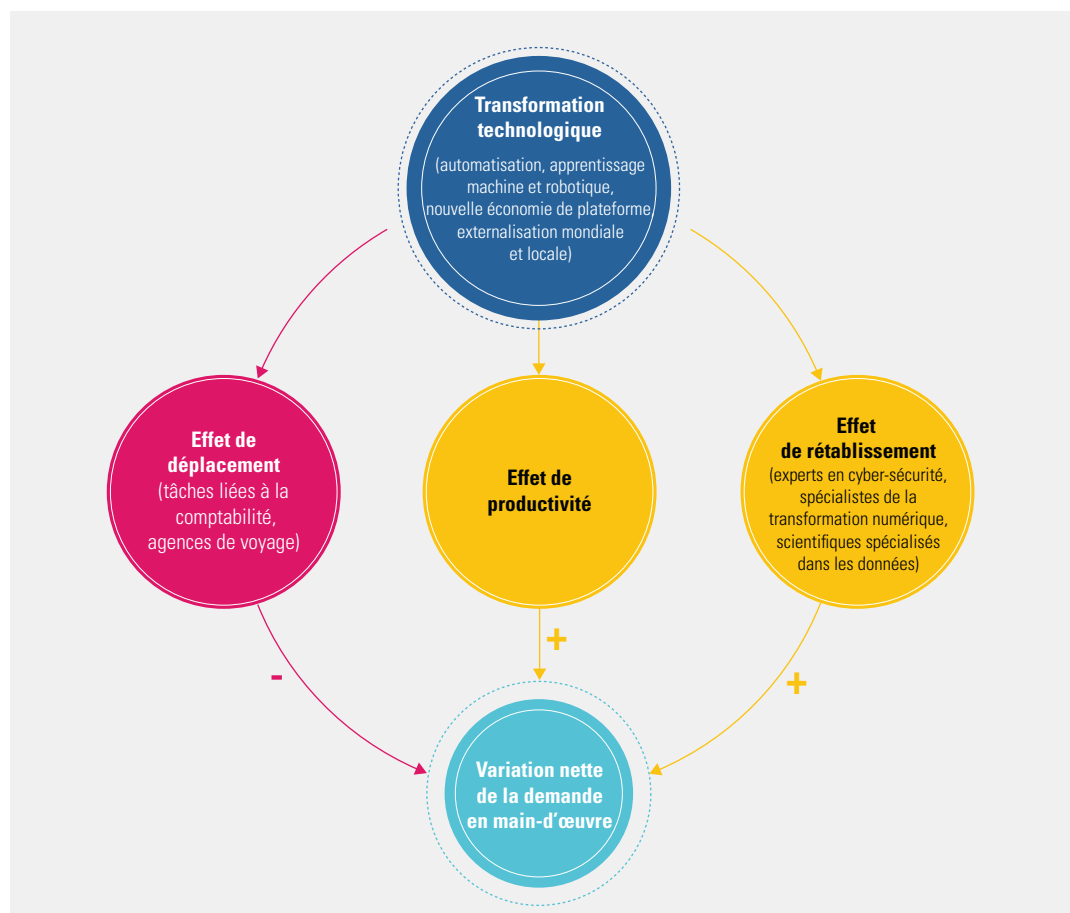 Transformation
technologique
(automatisation, apprentissage
machine et robotique,
nouvelle économie de plateforme,
externalisation mondiale
et locale)
Effet de
déplacement
(tâches liées à la
comptabilité,
agences de voyage)
Effet de
productivité
Effet
de rétablissement
(experts en cyber-sécurité,
spécialistes de la
transformation numérique,
scientifiques spécialisés
dans les données)
-
+
+
Variation nette
de la demande
en main-d'œuvre